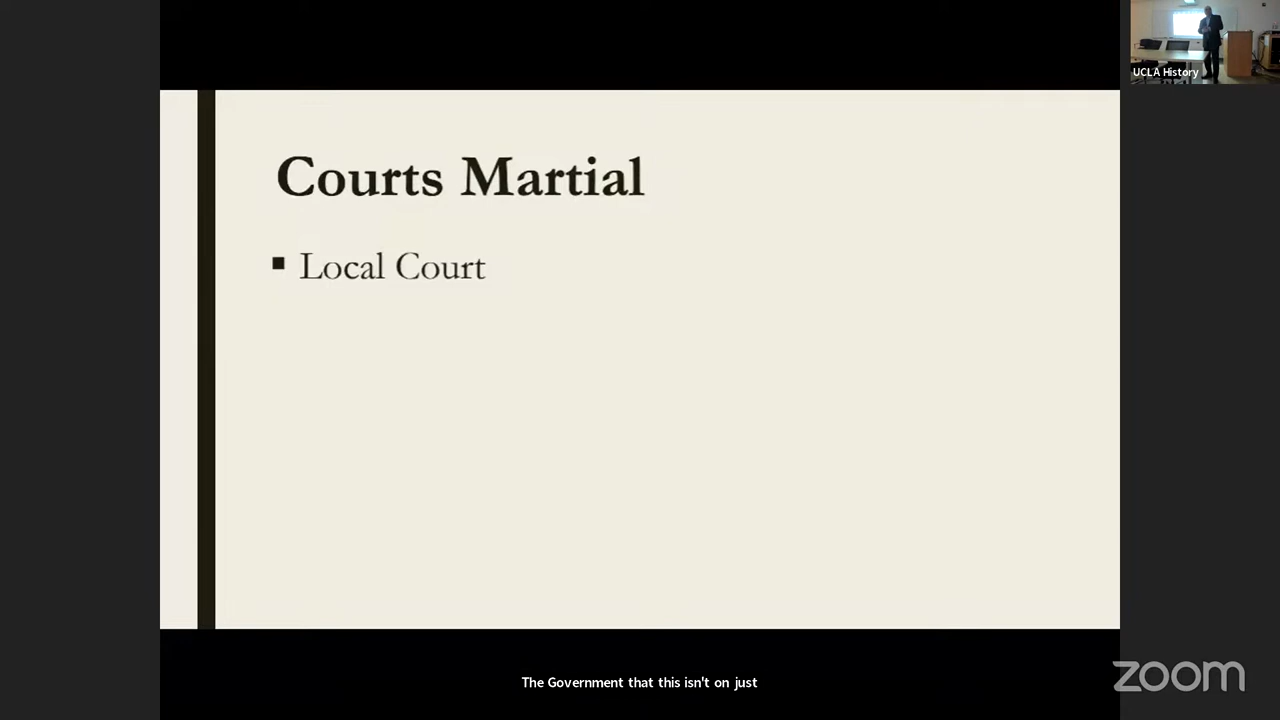 UCLA History
Courts Martial
▪ Local Court
The Government that this isn't on just
zoom